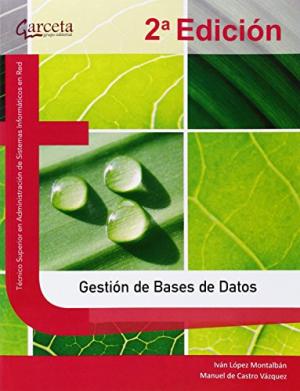 Garceta
grupo editorial
2ª Edición
Técnico Superior en Administración de Sistemas Informáticos en Red
Gestión de Bases de Datos
Iván López Montalbán
Manuel de Castro Vázquez